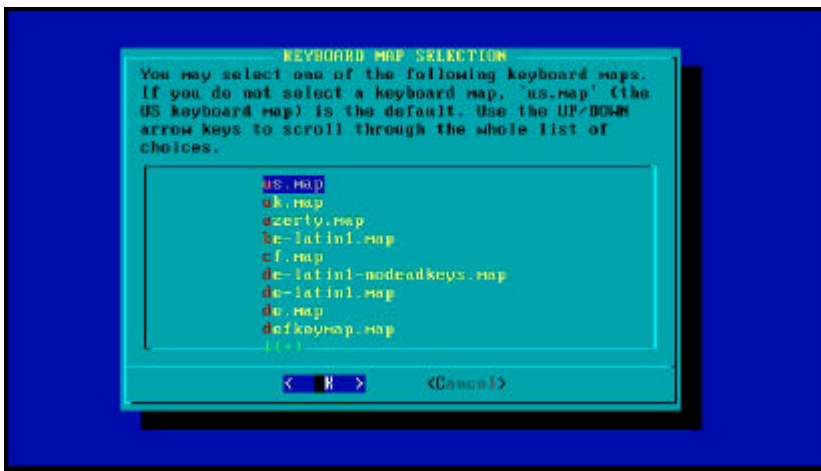 KEYBOARD MAP SELECTION
You may select one of the following keyboard maps.
If you do not select a keyboard map, 'us.map' (the
US keyboard map) is the default. Use the UP/DOWN
arrow keys to scroll through the whole list of
choices.
us.map
uk.map
azerty.map
be-latin1.map
cf.map
de-latin1-nodeadkeys.map
de-latin1.map
de.map
defkeymap.map
↓(+)
< K > <Cancel>